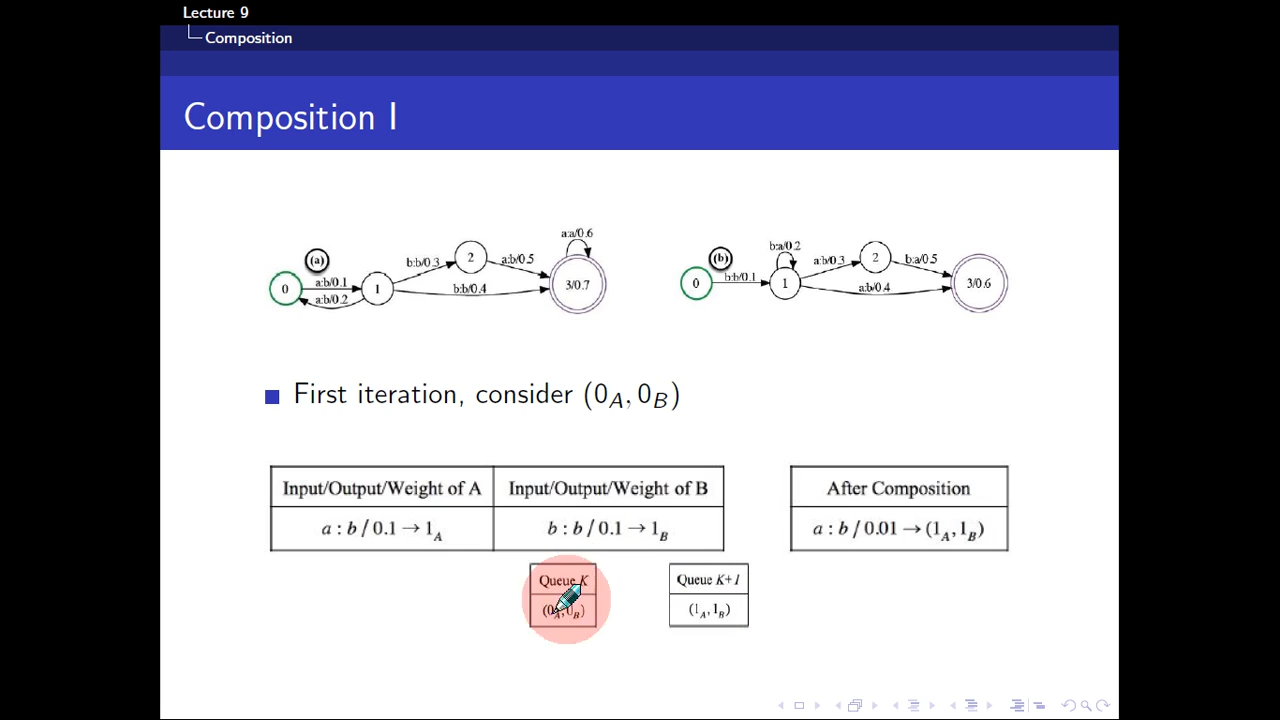 Lecture 9
Composition
Composition I
a:a/0.6
(a)
b:b/0.3
2
a:b/0.5
0
a:b/0.1
1
a:b/0.2
b:b/0.4
3/0.7
b:a/0.2
(b)
a:b/0.3
2
b:a/0.5
0
b:b/0.1
1
a:b/0.4
3/0.6
First iteration, consider (0_A, 0_B)
Input/Output/Weight of A Input/Output/Weight of B After Composition
a : b / 0.1 → 1_A b : b / 0.1 → 1_B a : b / 0.01 → (1_A, 1_B)
Queue K Queue K+1
(0_A, 0_B) (1_A, 1_B)